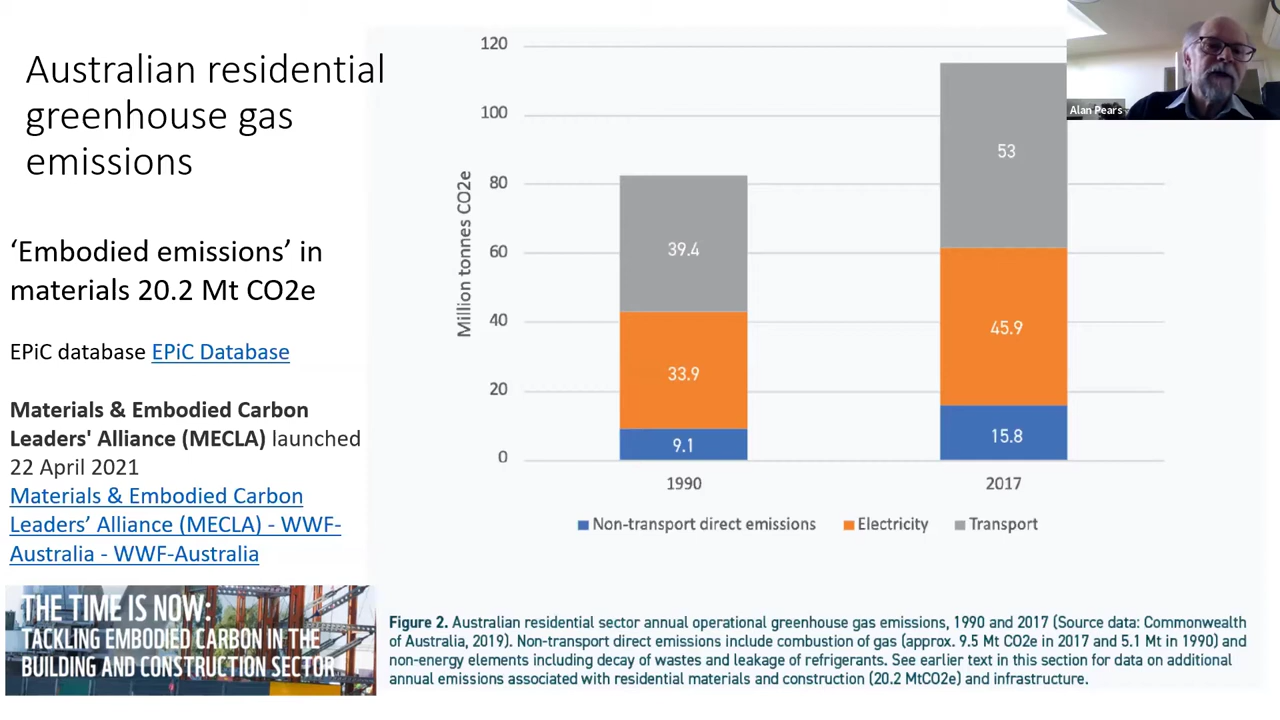 Australian residential
greenhouse gas
emissions
‘Embodied emissions’ in
materials 20.2 Mt CO2e
EPiC database EPiC Database
Materials & Embodied Carbon
Leaders' Alliance (MECLA) launched
22 April 2021
Materials & Embodied Carbon
Leaders’ Alliance (MECLA) - WWF-
Australia - WWF-Australia
THE TIME IS NOW:
TACKLING EMBODIED CARBON IN THE
BUILDING AND CONSTRUCTION SECTOR
Million tonnes CO2e
120
100
80
60
40
20
0
39.4
33.9
9.1
53
45.9
15.8
1990
2017
Non-transport direct emissions
Electricity
Transport
Figure 2. Australian residential sector annual operational greenhouse gas emissions, 1990 and 2017 (Source data: Commonwealth
of Australia, 2019). Non-transport direct emissions include combustion of gas (approx. 9.5 Mt CO2e in 2017 and 5.1 Mt in 1990) and
non-energy elements including decay of wastes and leakage of refrigerants. See earlier text in this section for data on additional
annual emissions associated with residential materials and construction (20.2 MtCO2e) and infrastructure.
Alan Pears